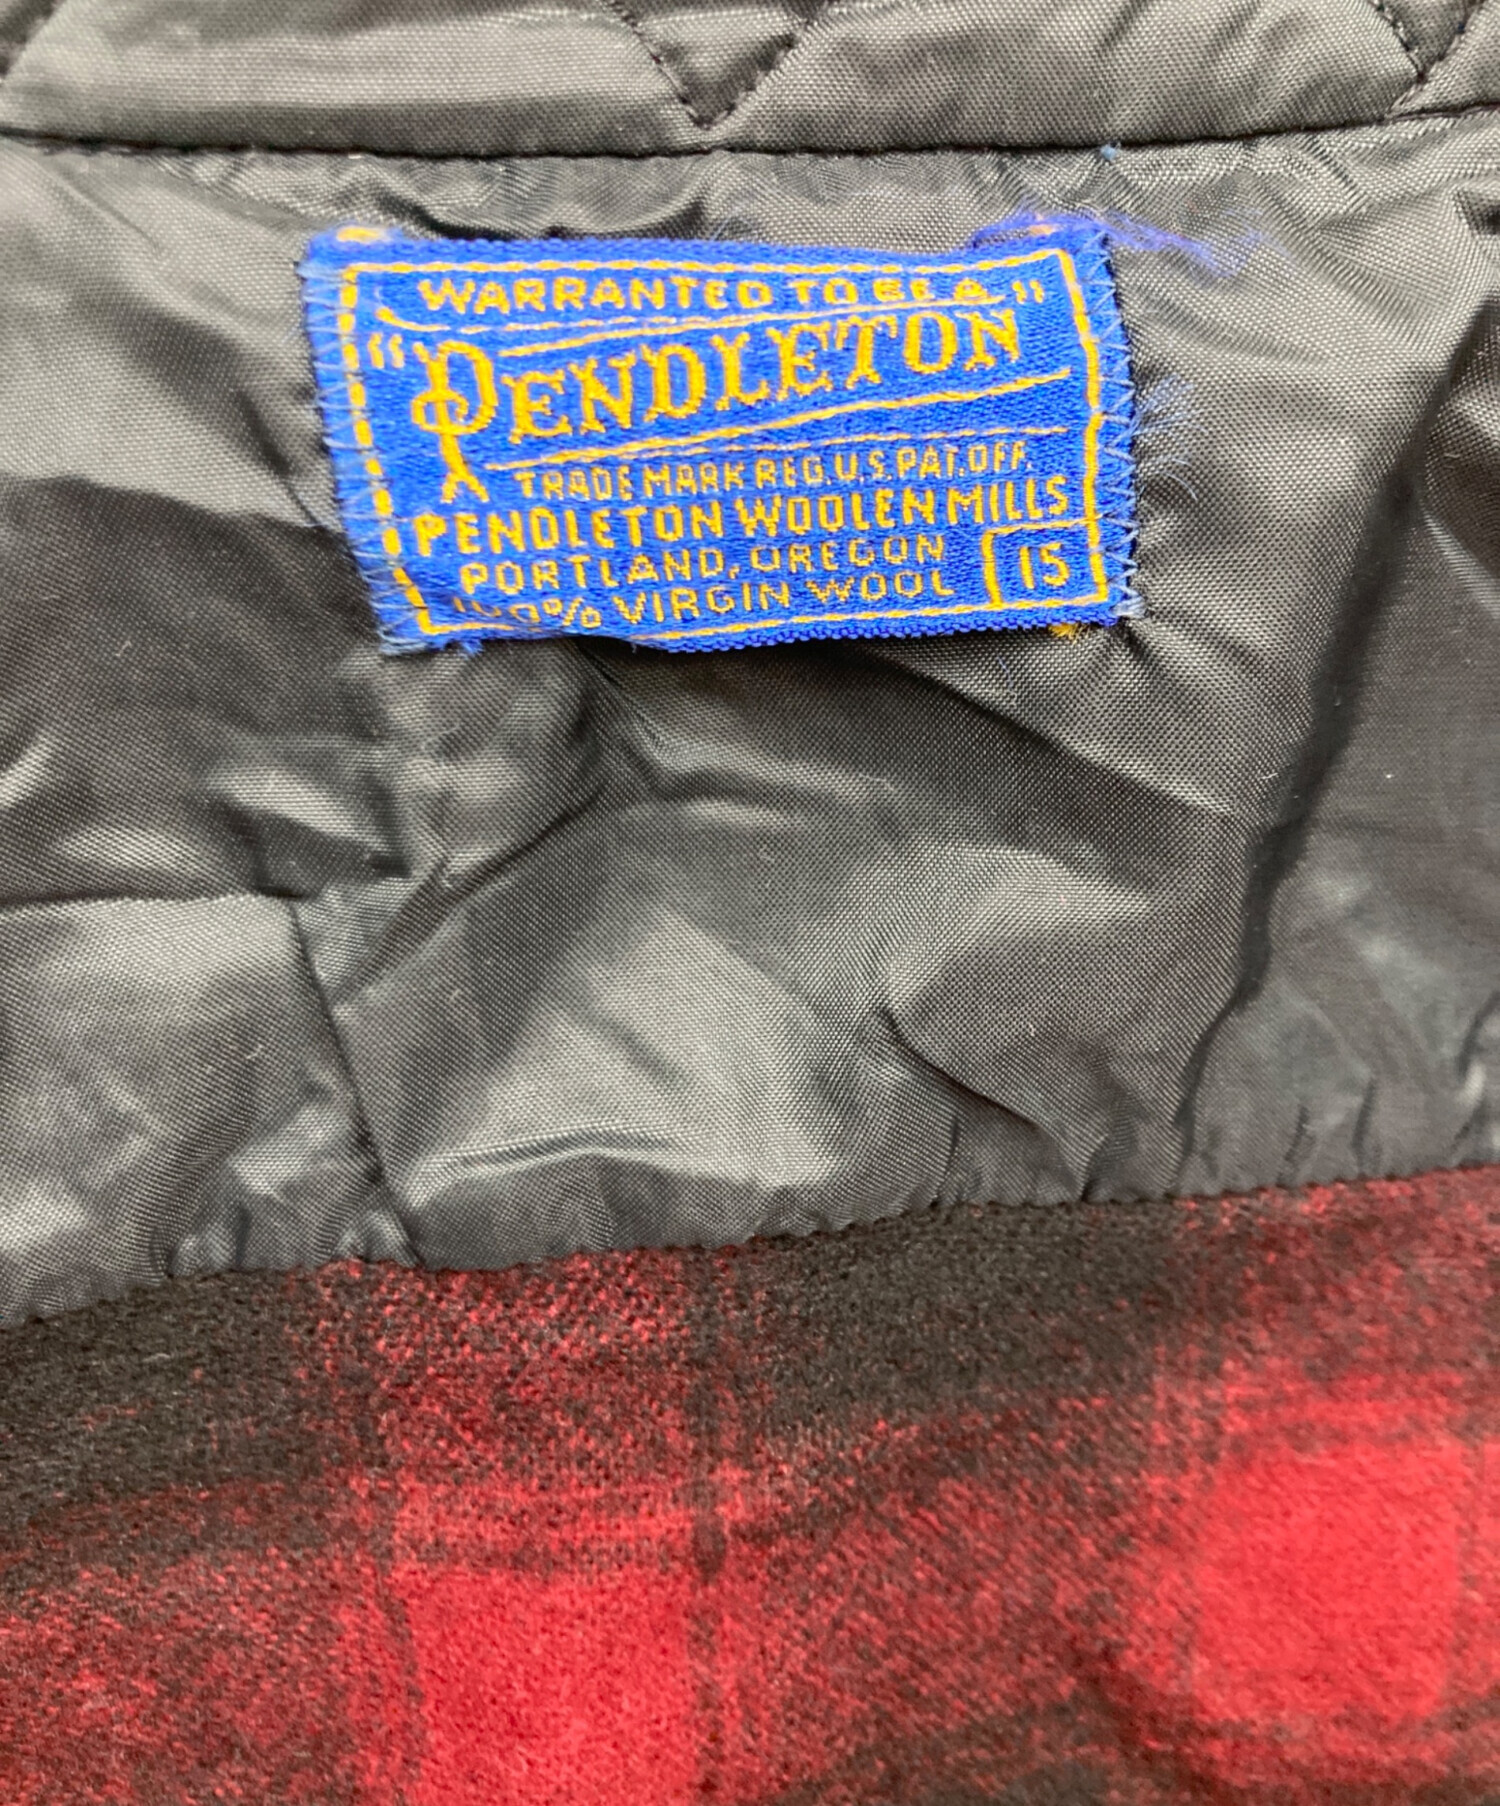 WARRANTED TO BE A
"PENDLETON"
TRADE MARK REG. U.S. PAT. OFF.
PENDLETON WOOLEN MILLS
PORTLAND, OREGON
100% VIRGIN WOOL
15